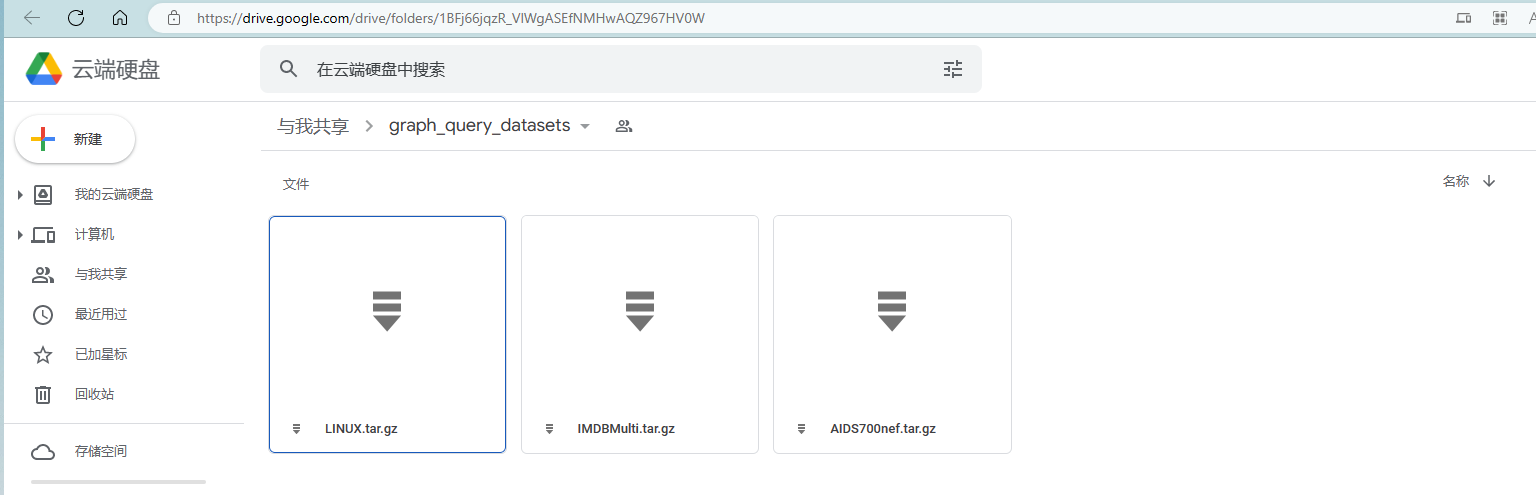 https://drive.google.com/drive/folders/1BFj66jqzR_VlWgASEfNMHwAQZ967HV0W
云端硬盘
在云端硬盘中搜索
新建
我的云端硬盘
计算机
与我共享
最近用过
已加星标
回收站
存储空间
与我共享 > graph_query_datasets
文件
名称
LINUX.tar.gz
IMDBMulti.tar.gz
AIDS700nef.tar.gz